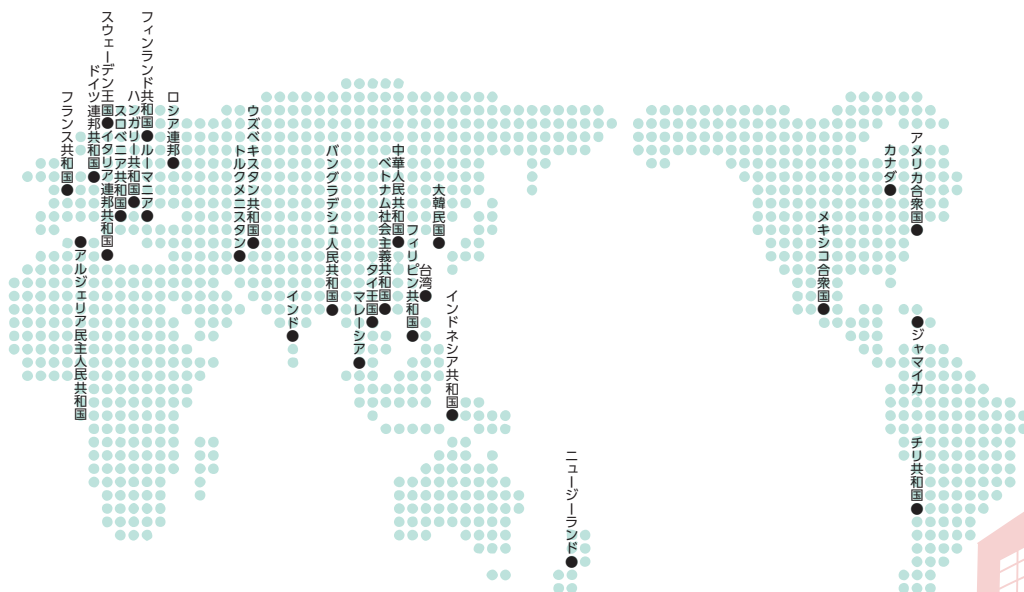 フランス共和国
ドイツ連邦共和国
スウェーデン王国
イタリア連邦共和国
スロベニア共和国
ハンガリー共和国
フィンランド共和国
ルーマニア
ロシア連邦
アルジェリア民主人民共和国
トルクメニスタン
ウズベキスタン共和国
インド
バングラデシュ人民共和国
マレーシア
タイ王国
ベトナム社会主義共和国
中華人民共和国
フィリピン共和国
台湾
大韓民国
インドネシア共和国
ニュージーランド
メキシコ合衆国
カナダ
アメリカ合衆国
ジャマイカ
チリ共和国